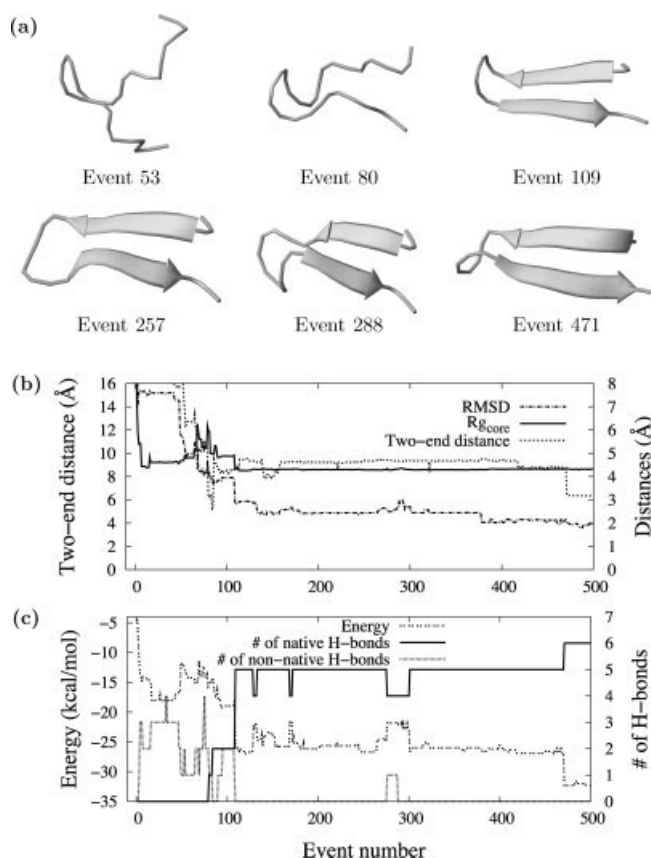 (a)
Event 53 Event 80 Event 109
Event 257 Event 288 Event 471
(b)
Two-end distance (Å)
16
14
12
10
8
6
4
2
0
RMSD
Rgcore
Two-end distance
8
7
6
5
4
3
2
1
0
Distances (Å)
0 100 200 300 400 500
(c)
Energy (kcal/mol)
-5
-10
-15
-20
-25
-30
-35
Energy
# of native H-bonds
# of non-native H-bonds
7
6
5
4
3
2
1
0
# of H-bonds
0 100 200 300 400 500
Event number